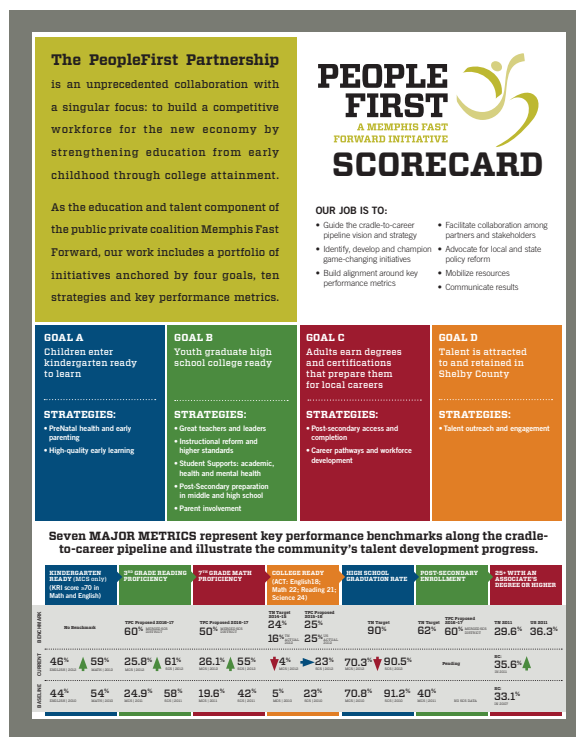 The PeopleFirst Partnership
is an unprecedented collaboration with
a singular focus: to build a competitive
workforce for the new economy by
strengthening education from early
childhood through college attainment.
As the education and talent component of
the public private coalition Memphis Fast
Forward, our work includes a portfolio of
initiatives anchored by four goals, ten
strategies and key performance metrics.
PEOPLE
FIRST
A MEMPHIS FAST
FORWARD INITIATIVE
SCORECARD
OUR JOB IS TO:
• Guide the cradle-to-career
pipeline vision and strategy
• Identify, develop and champion
game-changing initiatives
• Build alignment around key
performance metrics
• Facilitate collaboration among
partners and stakeholders
• Advocate for local and state
policy reform
• Mobilize resources
• Communicate results
GOAL A
Children enter
kindergarten ready
to learn
STRATEGIES:
• PreNatal health and early
parenting
• High-quality early learning
GOAL B
Youth graduate high
school college ready
STRATEGIES:
• Great teachers and leaders
• Instructional reform and
higher standards
• Student Supports: academic,
health and mental health
• Post-Secondary preparation
in middle and high school
• Parent involvement
GOAL C
Adults earn degrees
and certifications
that prepare them
for local careers
STRATEGIES:
• Post-secondary access and
completion
• Career pathways and workforce
development
GOAL D
Talent is attracted
to and retained in
Shelby County
STRATEGIES:
• Talent outreach and engagement
Seven MAJOR METRICS represent key performance benchmarks along the cradle-
to-career pipeline and illustrate the community's talent development progress.
KINDERGARTEN
READY (MCS only)
(KRI score ≥70 in
Math and English)
3RD GRADE READING
PROFICIENCY
7TH GRADE MATH
PROFICIENCY
COLLEGE READY
(ACT: English18;
Math 22; Reading 21;
Science 24)
HIGH SCHOOL
GRADUATION RATE
POST-SECONDARY
ENROLLMENT
25+ WITH AN
ASSOCIATE'S
DEGREE OR HIGHER
BENCHMARK
No Benchmark
TPC Proposed 2016-17
60%
TPC Proposed 2016-17
50%
TN Target
24%
16%
TPC Proposed
25%
25%
TN Target
90%
TN Target
62%
TPC Proposed
60%
TN 2011
29.6%
US 2011
36.3%
CURRENT
46% 59%
25.8% 61%
26.1% 55%
4% 23%
70.3% 90.5%
Pending
SC:
35.6%
BASELINE
44% 54%
24.9% 58%
19.6% 42%
5% 23%
70.8% 91.2%
40%
NO SCS DATA
SC:
33.1%